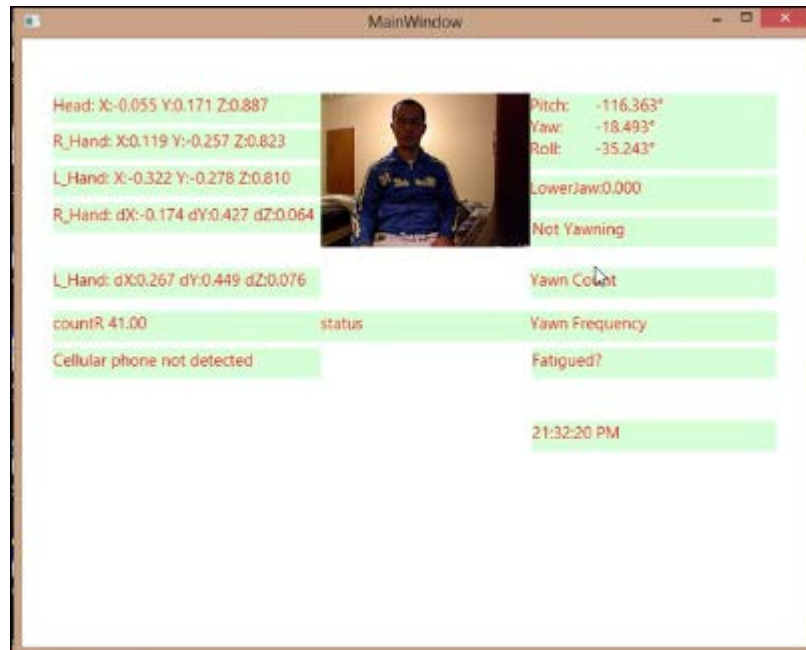 MainWindow
Head: X:-0.055 Y:0.171 Z:0.887
R_Hand: X:0.119 Y:-0.257 Z:0.823
L_Hand: X:-0.322 Y:-0.278 Z:0.810
R_Hand: dX:-0.174 dY:0.427 dZ:0.064
L_Hand: dX:0.267 dY:0.449 dZ:0.076
countR 41.00
Cellular phone not detected
status
Pitch: -116.363°
Yaw: -18.493°
Roll: -35.243°
LowerJaw:0.000
Not Yawning
Yawn Count
Yawn Frequency
Fatigued?
21:32:20 PM